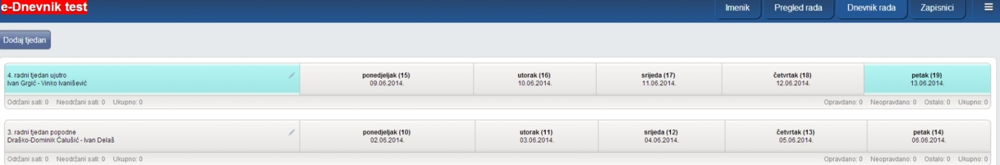 e-Dnevnik test
Imenik Pregled rada Dnevnik rada Zapisnici
Dodaj tjedan
4. radni tjedan ujutro
Ivan Grgić - Vinko Ivanišević
ponedjeljak (15)
09.06.2014.
utorak (16)
10.06.2014.
srijeda (17)
11.06.2014.
četvrtak (18)
12.06.2014.
petak (19)
13.06.2014.
Održani sati: 0 Neodržani sati: 0 Ukupno: 0
Opravdano: 0 Neopravdano: 0 Ostalo: 0 Ukupno: 0
3. radni tjedan popodne
Draško-Dominik Čalušić - Ivan Delaš
ponedjeljak (10)
02.06.2014.
utorak (11)
03.06.2014.
srijeda (12)
04.06.2014.
četvrtak (13)
05.06.2014.
petak (14)
06.06.2014.
Održani sati: 0 Neodržani sati: 0 Ukupno: 0
Opravdano: 0 Neopravdano: 0 Ostalo: 0 Ukupno: 0